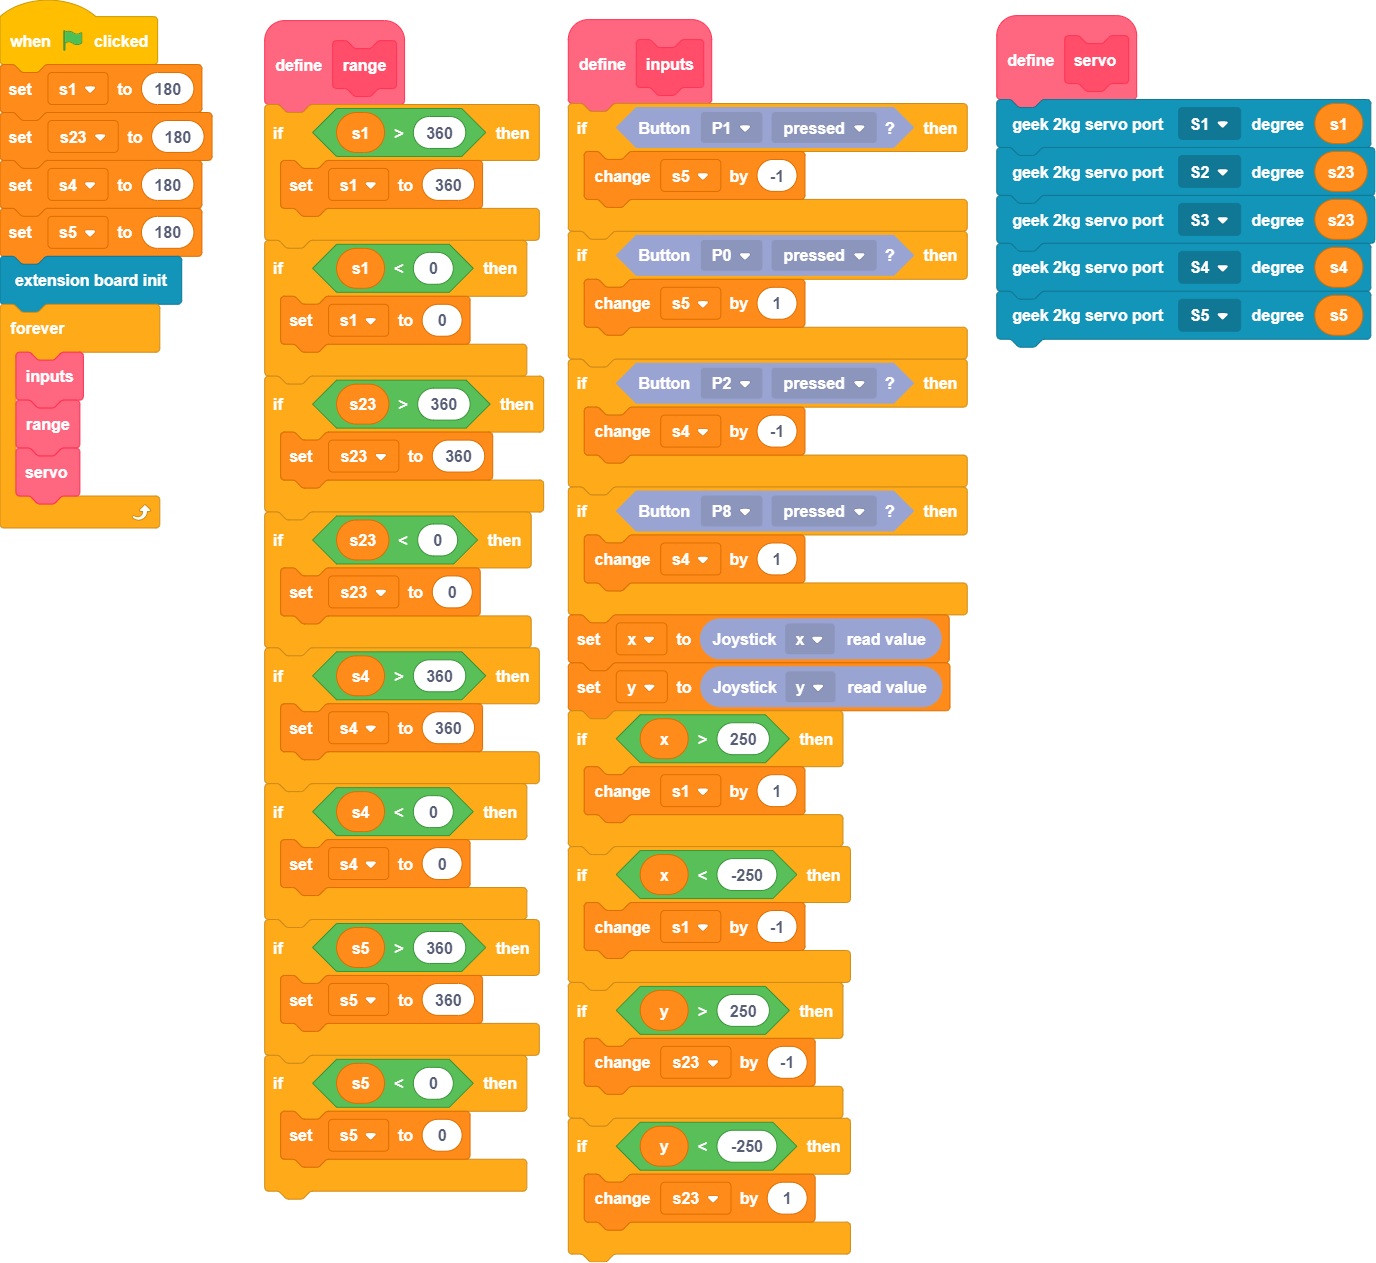 when clicked
set s1 to 180
set s23 to 180
set s4 to 180
set s5 to 180
extension board init
forever
inputs
range
servo
define range
if s1 > 360 then
set s1 to 360
if s1 < 0 then
set s1 to 0
if s23 > 360 then
set s23 to 360
if s23 < 0 then
set s23 to 0
if s4 > 360 then
set s4 to 360
if s4 < 0 then
set s4 to 0
if s5 > 360 then
set s5 to 360
if s5 < 0 then
set s5 to 0
define inputs
if Button P1 pressed ? then
change s5 by -1
if Button P0 pressed ? then
change s5 by 1
if Button P2 pressed ? then
change s4 by -1
if Button P8 pressed ? then
change s4 by 1
set x to Joystick x read value
set y to Joystick y read value
if x > 250 then
change s1 by 1
if x < -250 then
change s1 by -1
if y > 250 then
change s23 by -1
if y < -250 then
change s23 by 1
define servo
geek 2kg servo port S1 degree s1
geek 2kg servo port S2 degree s23
geek 2kg servo port S3 degree s23
geek 2kg servo port S4 degree s4
geek 2kg servo port S5 degree s5